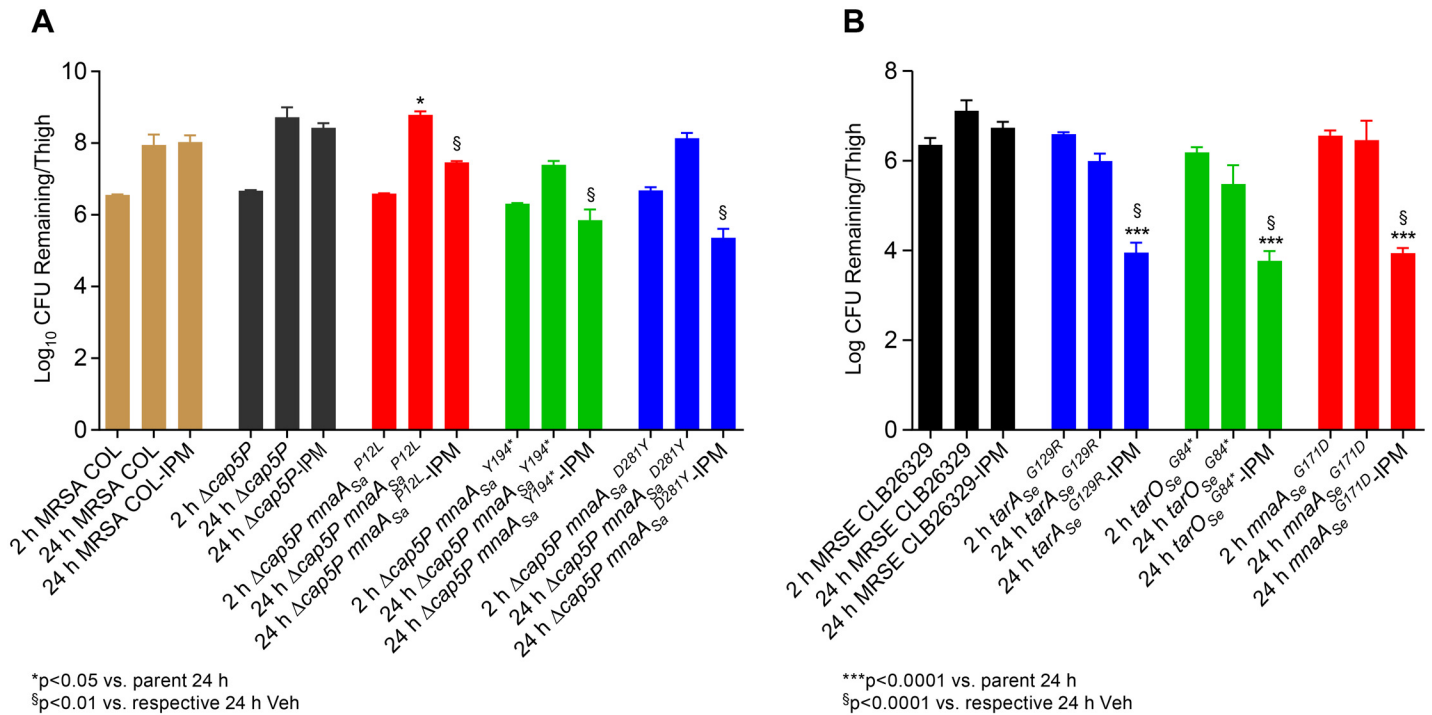 A
Log10 CFU Remaining/Thigh
10
8
6
4
2
0
*
§
§
§
2 h MRSA COL
24 h MRSA COL
24 h MRSA COL-IPM
2 h Δcap5P
24 h Δcap5P
24 h Δcap5P-IPM
2 h Δcap5P mnaASa P12L
24 h Δcap5P mnaASa P12L
24 h Δcap5P mnaASa P12L-IPM
2 h Δcap5P mnaASa Y194*
24 h Δcap5P mnaASa Y194*
24 h Δcap5P mnaASa Y194*-IPM
2 h Δcap5P mnaASa D281Y
24 h Δcap5P mnaASa D281Y
24 h Δcap5P mnaASa D281Y-IPM
*p<0.05 vs. parent 24 h
§p<0.01 vs. respective 24 h Veh
B
Log CFU Remaining/Thigh
8
6
4
2
0
§
***
§
***
§
***
2 h MRSE CLB26329
24 h MRSE CLB26329
24 h MRSE CLB26329-IPM
2 h tarASe G129R
24 h tarASe G129R
24 h tarASe G129R-IPM
2 h tarOSe G84*
24 h tarOSe G84*
24 h tarOSe G84*-IPM
2 h mnaASe G171D
24 h mnaASe G171D
24 h mnaASe G171D-IPM
***p<0.0001 vs. parent 24 h
§p<0.0001 vs. respective 24 h Veh